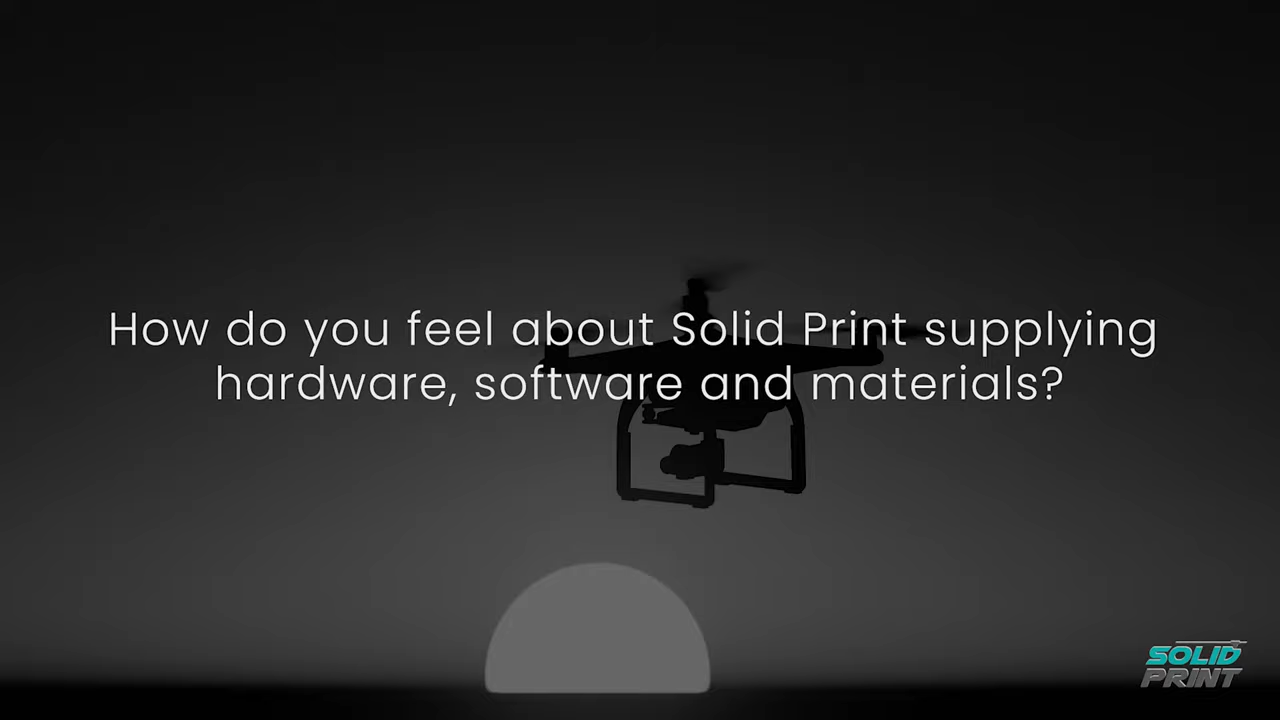 How do you feel about Solid Print supplying
hardware, software and materials?
SOLID
PRINT